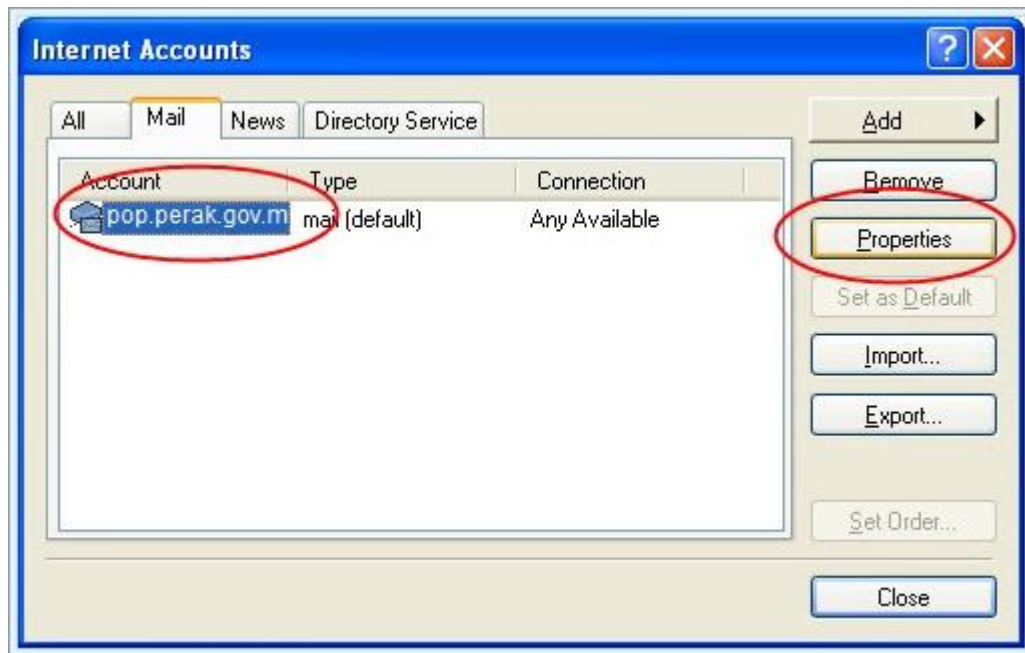 Internet Accounts
All Mail News Directory Service
Add
Account Type Connection
Remove
pop.perak.gov.m mail (default) Any Available
Properties
Set as Default
Import...
Export...
Set Order...
Close